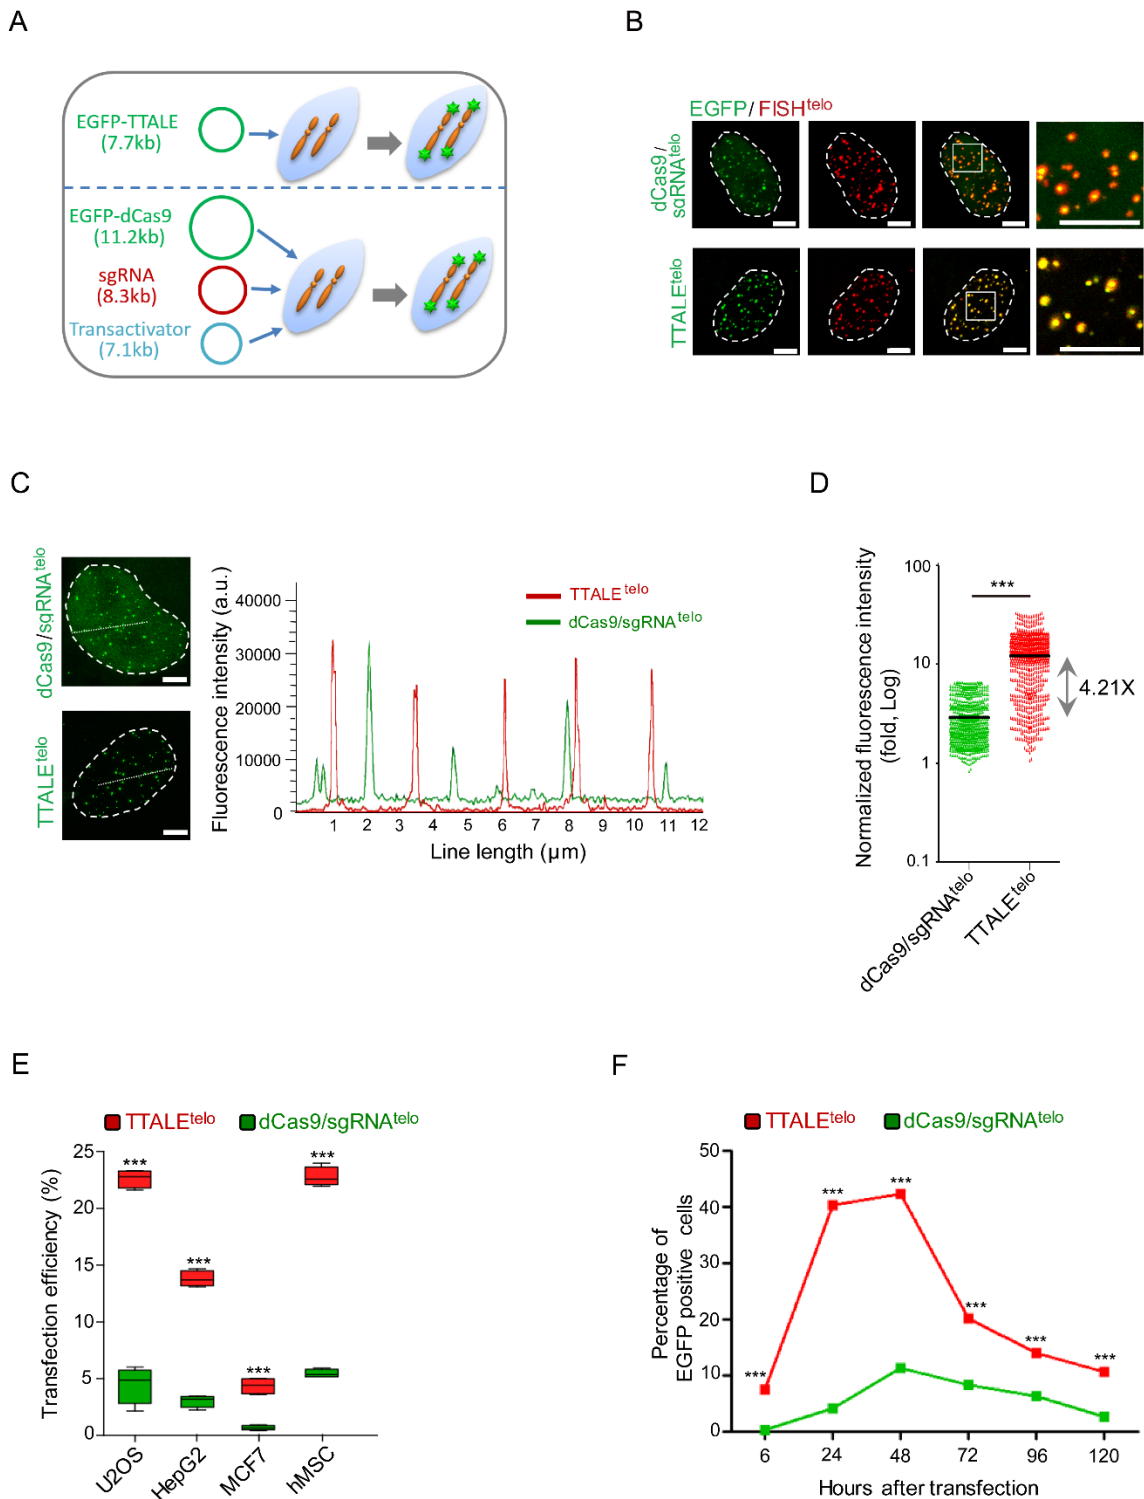 A
EGFP-TTALE
(7.7kb)
EGFP-dCas9
(11.2kb)
sgRNA
(8.3kb)
Transactivator
(7.1kb)
B
EGFP/FISHtelo
dCas9/
sgRNAtelo
TTALEtelo
C
dCas9/sgRNAtelo
TTALEtelo
Fluorescence intensity (a.u.)
40000
30000
20000
10000
0
TTALEtelo
dCas9/sgRNAtelo
1 2 3 4 5 6 7 8 9 10 11 12
Line length (μm)
D
Normalized fluorescence intensity
(fold, Log)
100
10
1
0.1
***
4.21X
dCas9/sgRNAtelo
TTALEtelo
E
TTALEtelo dCas9/sgRNAtelo
Transfection efficiency (%)
25
20
15
10
5
0
***
***
***
***
U2OS
HepG2
MCF7
hMSC
F
TTALEtelo dCas9/sgRNAtelo
Percentage of
EGFP positive cells
50
40
30
20
10
0
***
***
***
***
***
***
6 24 48 72 96 120
Hours after transfection